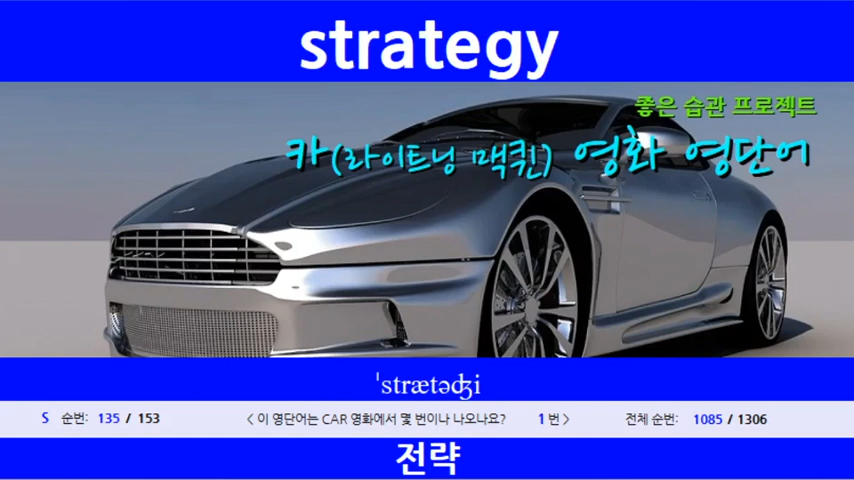 strategy
좋은 습관 프로젝트
카(라이트닝 맥퀸) 영화 영단어
ˈstrætəʤi
S 순번: 135 / 153 < 이 영단어는 CAR 영화에서 몇 번이나 나오나요? 1 번 > 전체 순번: 1085 / 1306
전략